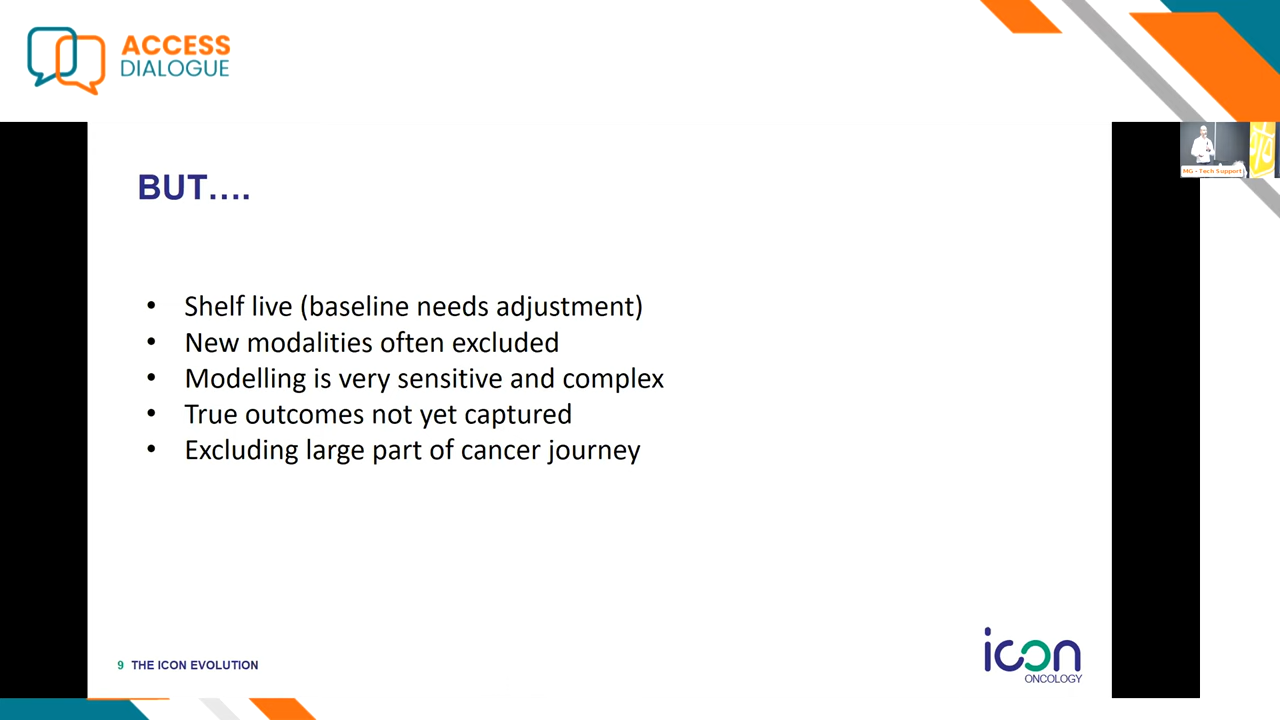 ACCESS
DIALOGUE
MG - Tech Support
BUT….
• Shelf live (baseline needs adjustment)
• New modalities often excluded
• Modelling is very sensitive and complex
• True outcomes not yet captured
• Excluding large part of cancer journey
9 THE ICON EVOLUTION
icon
ONCOLOGY